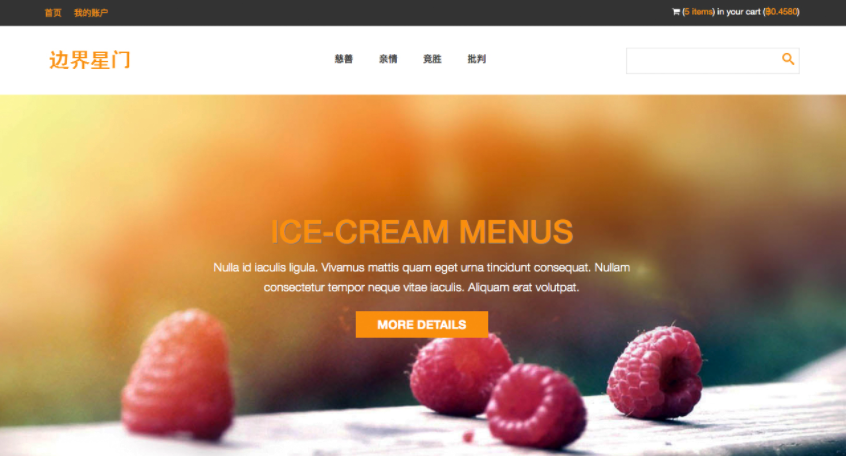 首页 我的账户
(5 items) in your cart (฿0.4580)
边界星门
慈善 亲情 竞胜 批判
ICE-CREAM MENUS
Nulla id iaculis ligula. Vivamus mattis quam eget urna tincidunt consequat. Nullam
consectetur tempor neque vitae iaculis. Aliquam erat volutpat.
MORE DETAILS